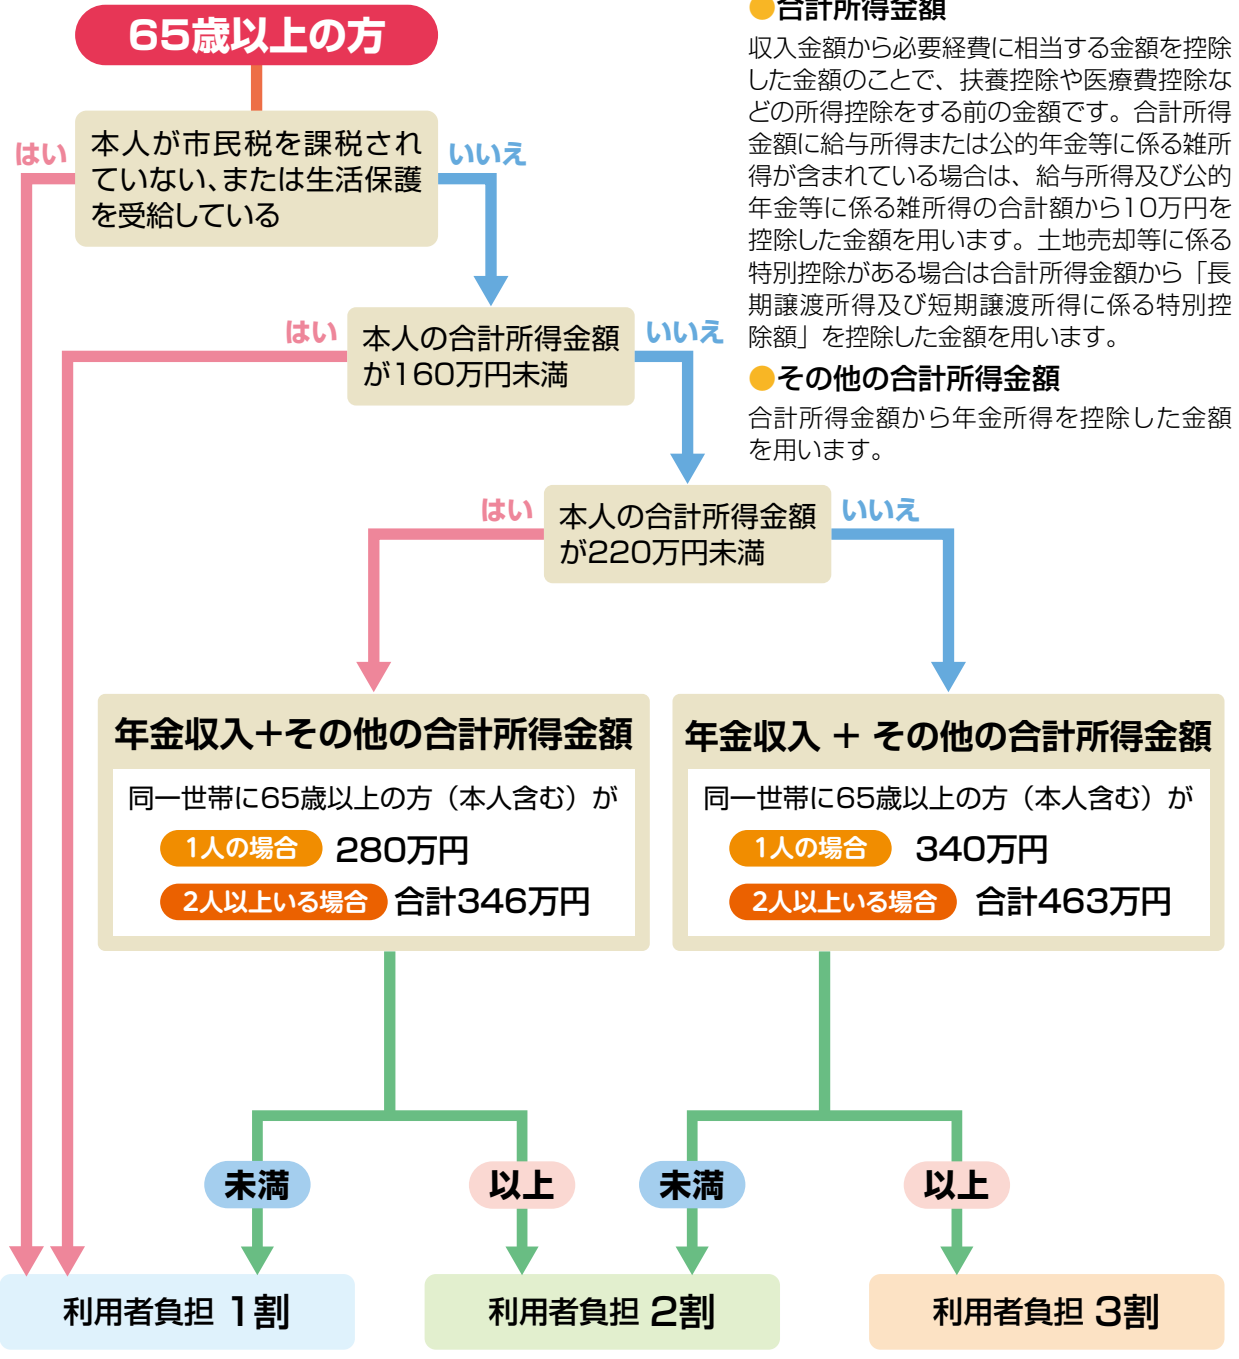 65歳以上の方
はい
本人が市民税を課税され
ていない、または生活保護
を受給している
いいえ
●合計所得金額
収入金額から必要経費に相当する金額を控除
した金額のことで、扶養控除や医療費控除な
どの所得控除をする前の金額です。合計所得
金額に給与所得または公的年金等に係る雑所
得が含まれている場合は、給与所得及び公的
年金等に係る雑所得の合計額から10万円を
控除した金額を用います。土地売却等に係る
特別控除がある場合は合計所得金額から「長
期譲渡所得及び短期譲渡所得に係る特別控
除額」を控除した金額を用います。
●その他の合計所得金額
合計所得金額から年金所得を控除した金額
を用います。
はい
本人の合計所得金額
が160万円未満
いいえ
はい
本人の合計所得金額
が220万円未満
いいえ
年金収入+その他の合計所得金額
同一世帯に65歳以上の方（本人含む）が
1人の場合 280万円
2人以上いる場合 合計346万円
年金収入 + その他の合計所得金額
同一世帯に65歳以上の方（本人含む）が
1人の場合 340万円
2人以上いる場合 合計463万円
未満
以上
未満
以上
利用者負担 1割
利用者負担 2割
利用者負担 3割